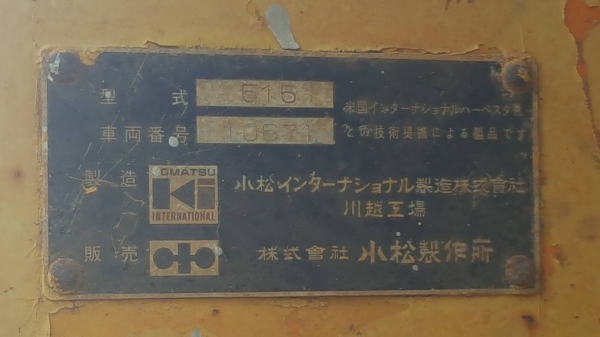 型式 515
車両番号 10671
米国インターナショナルハーベスタ社
との技術提携による製品です
製造 KOMATSU Ki INTERNATIONAL 小松インターナショナル製造株式会社
川越工場
販売 株式會社 小松製作所